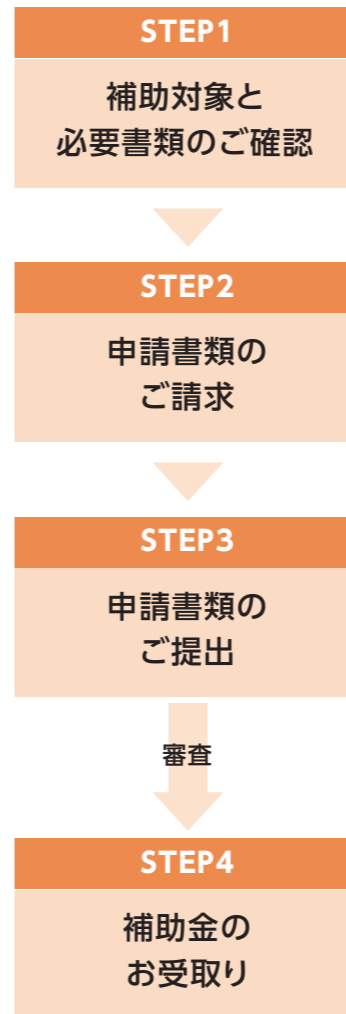 STEP1
補助対象と
必要書類のご確認
STEP2
申請書類の
ご請求
STEP3
申請書類の
ご提出
審査
STEP4
補助金の
お受取り